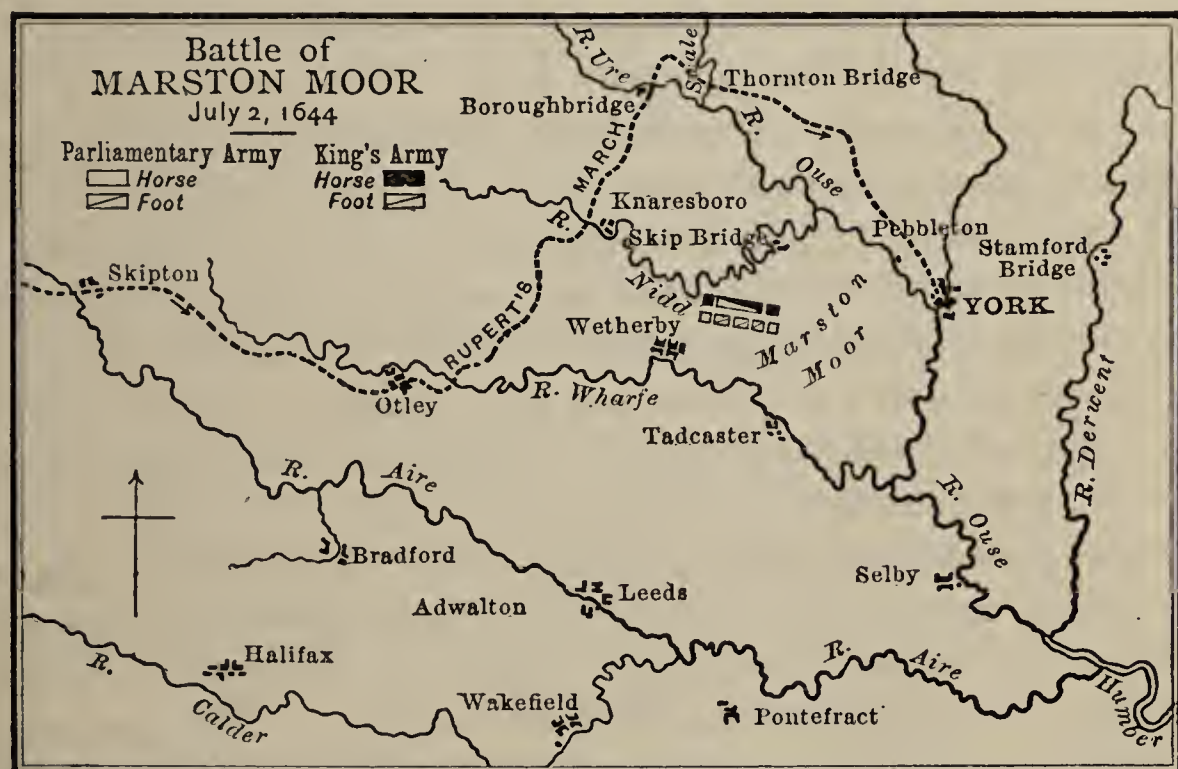 Battle of
MARSTON MOOR
July 2, 1644
Parliamentary Army
Horse
Foot
King's Army
Horse
Foot
R. Ure
Swale
Thornton Bridge
Boroughbridge
R. Ouse
RUPERT'S MARCH
Knaresboro
R. Nidd
Skip Bridge
Pebbleton
Stamford
Bridge
Skipton
YORK
Marston
Moor
Wetherby
Otley
R. Wharfe
Tadcaster
R. Derwent
R. Aire
R. Ouse
Bradford
Selby
Adwalton
Leeds
Halifax
R. Calder
R. Aire
Wakefield
Pontefract
Humber